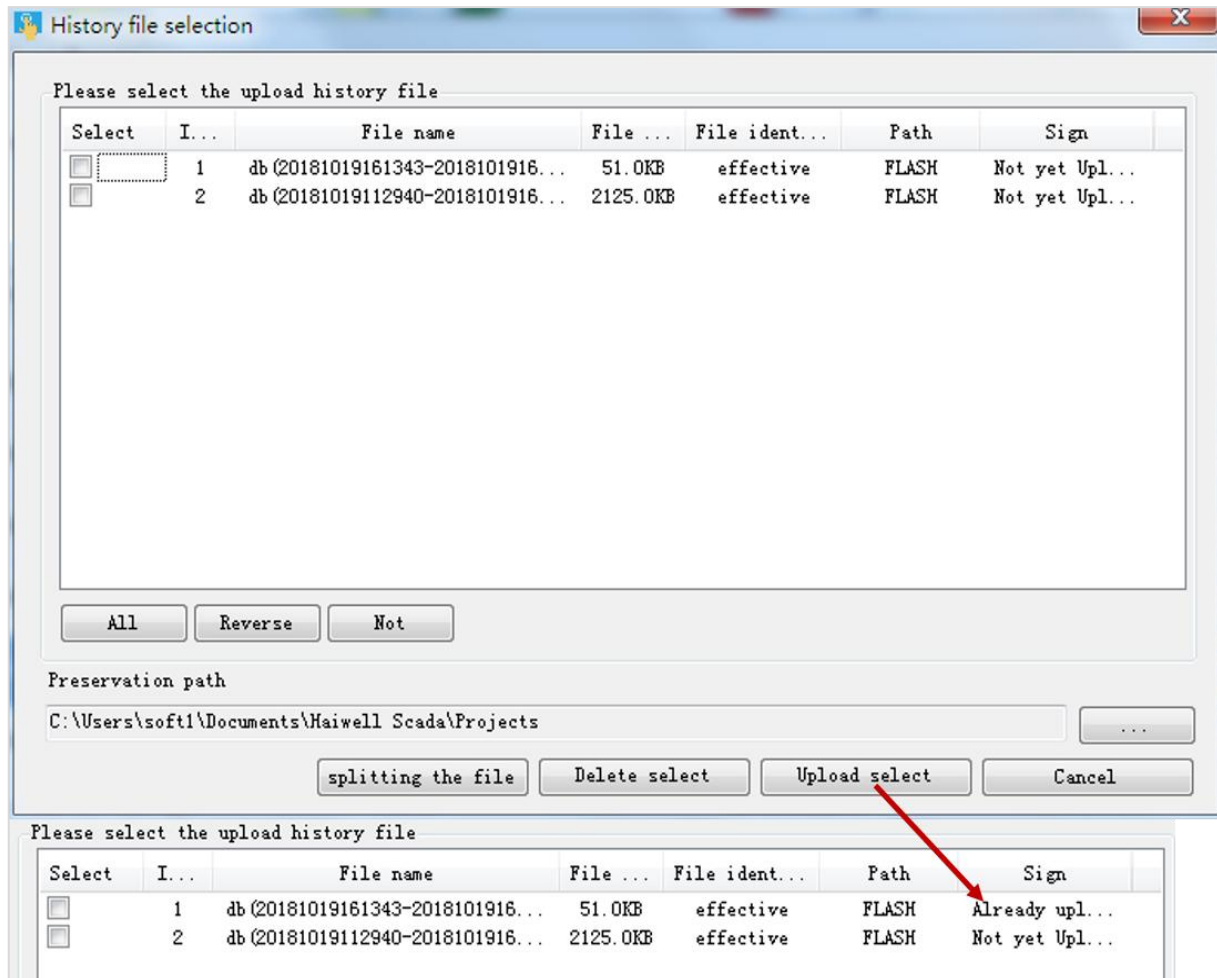 History file selection
Please select the upload history file
Select I... File name File ... File ident... Path Sign
1 db(20181019161343-2018101916... 51.0KB effective FLASH Not yet Upl...
2 db(20181019112940-2018101916... 2125.0KB effective FLASH Not yet Upl...
All Reverse Not
Preservation path
C:\Users\soft1\Documents\Haiwell Scada\Projects ...
splitting the file Delete select Upload select Cancel
Please select the upload history file
Select I... File name File ... File ident... Path Sign
1 db(20181019161343-2018101916... 51.0KB effective FLASH Already upl...
2 db(20181019112940-2018101916... 2125.0KB effective FLASH Not yet Upl...